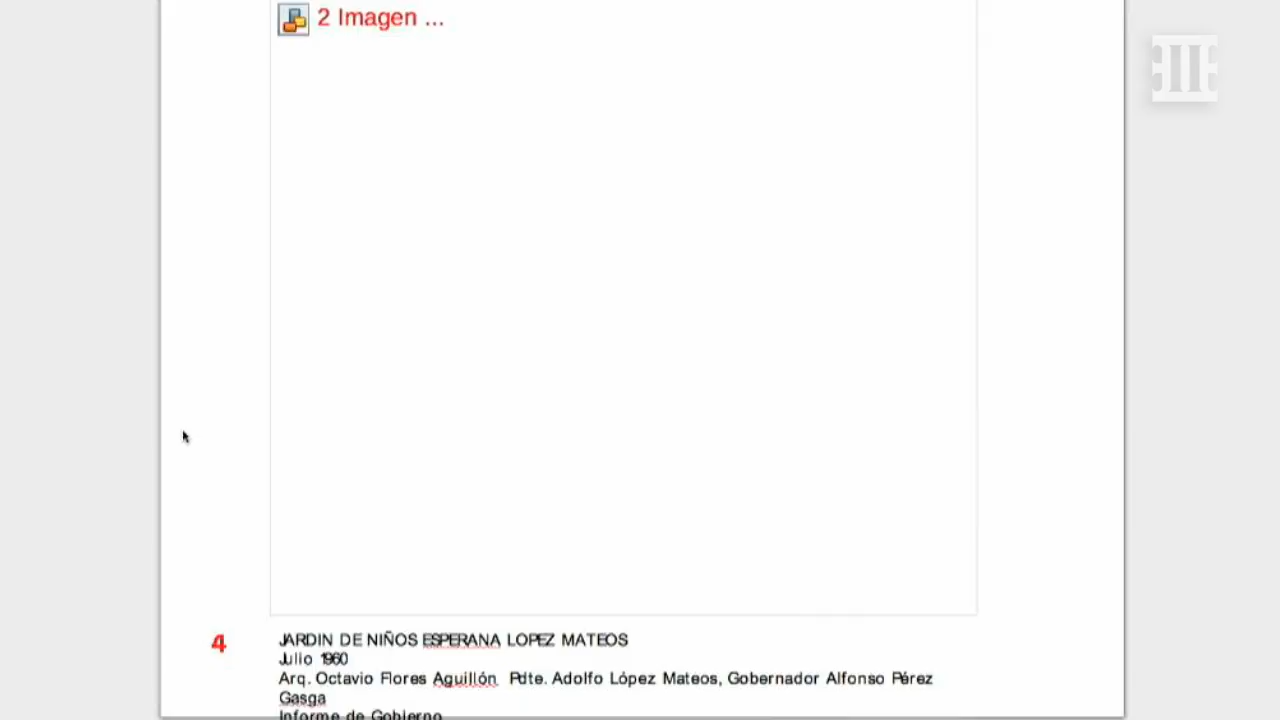 2 Imagen ...
4
JARDIN DE NIÑOS ESPERANA LOPEZ MATEOS
Julio 1960
Arq. Octavio Flores Aguillón Pdte. Adolfo López Mateos, Gobernador Alfonso Pérez
Gasga
Informe de Gobierno